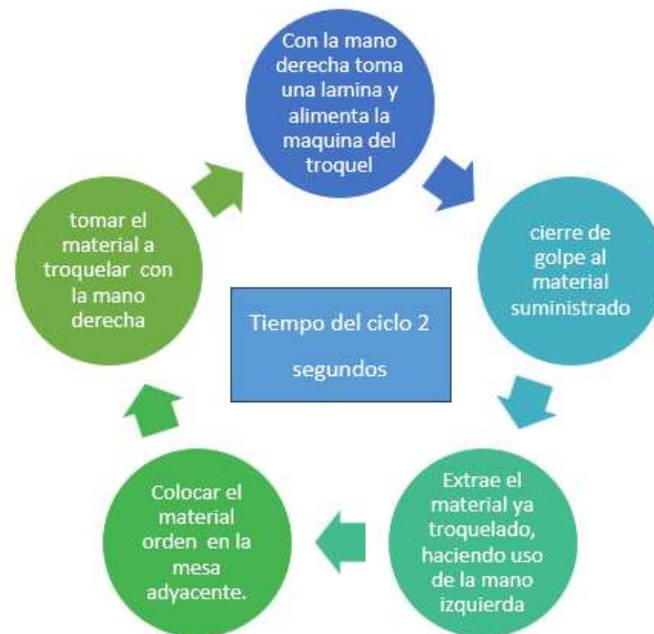 Con la mano
derecha toma
una lamina y
alimenta la
maquina del
troquel
cierre de
golpe al
material
suministrado
Extrae el
material ya
troquelado,
haciendo uso
de la mano
izquierda
Colocar el
material
orden en la
mesa
adyacente.
tomar el
material a
troquelar con
la mano
derecha
Tiempo del ciclo 2
segundos